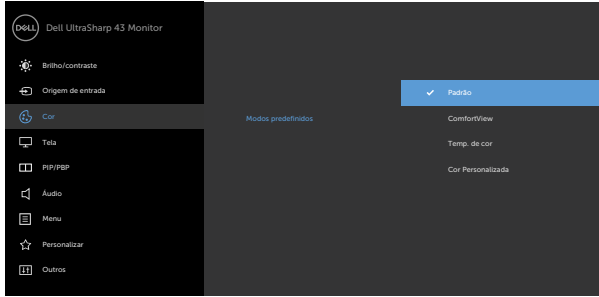 DELL Dell UltraSharp 43 Monitor
Brilho/contraste
Origem de entrada
Padrão
Cor
Modos predefinidos
ComfortView
Tela
Temp. de cor
PIP/PBP
Cor Personalizada
Áudio
Menu
Personalizar
Outros